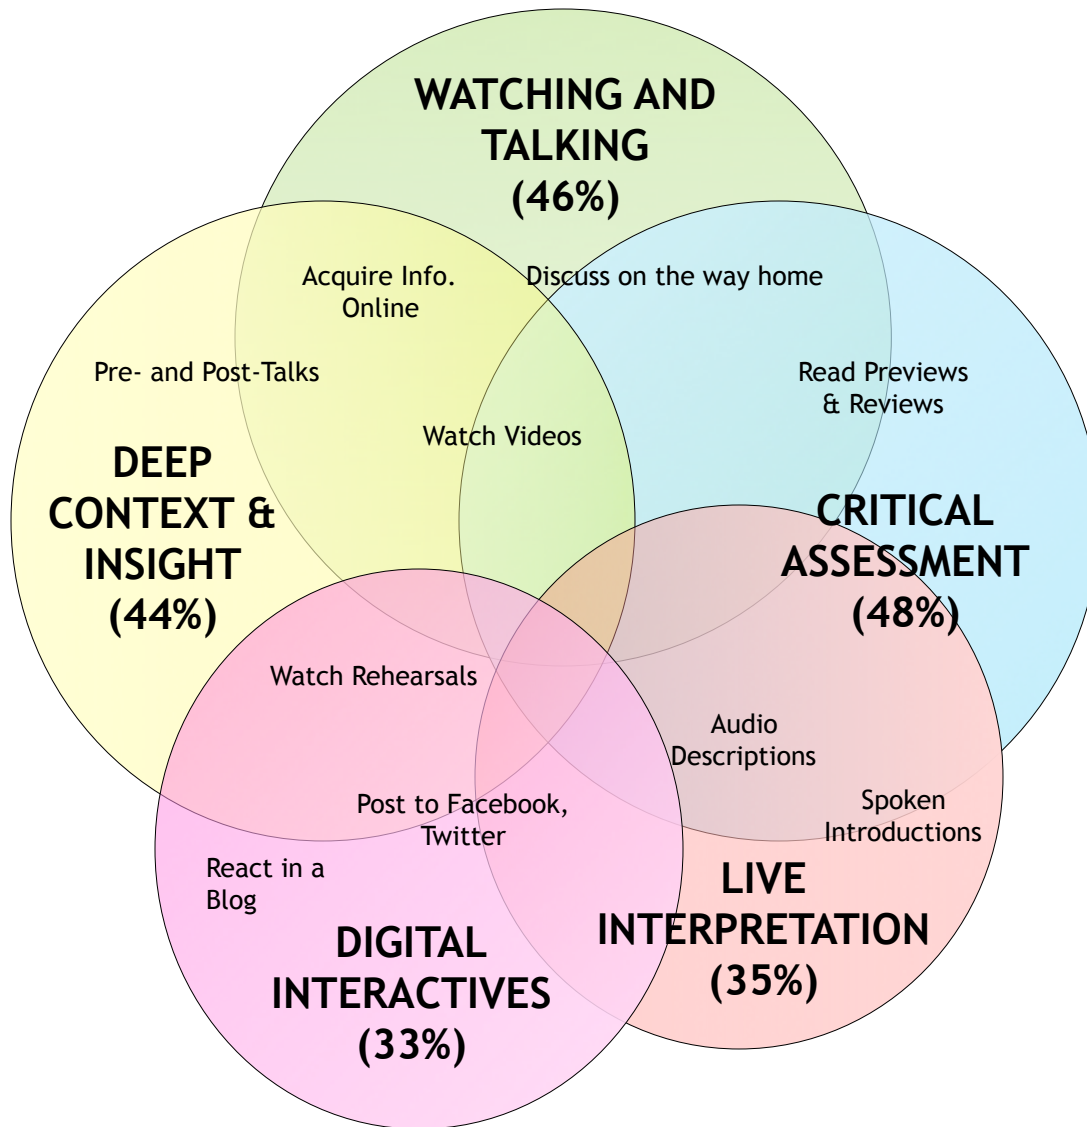 WATCHING AND
TALKING
(46%)
Acquire Info.
Online
Discuss on the way home
Pre- and Post-Talks
Read Previews
& Reviews
Watch Videos
DEEP
CONTEXT &
INSIGHT
(44%)
CRITICAL
ASSESSMENT
(48%)
Watch Rehearsals
Audio
Descriptions
Post to Facebook,
Twitter
Spoken
Introductions
React in a
Blog
LIVE
INTERPRETATION
(35%)
DIGITAL
INTERACTIVES
(33%)